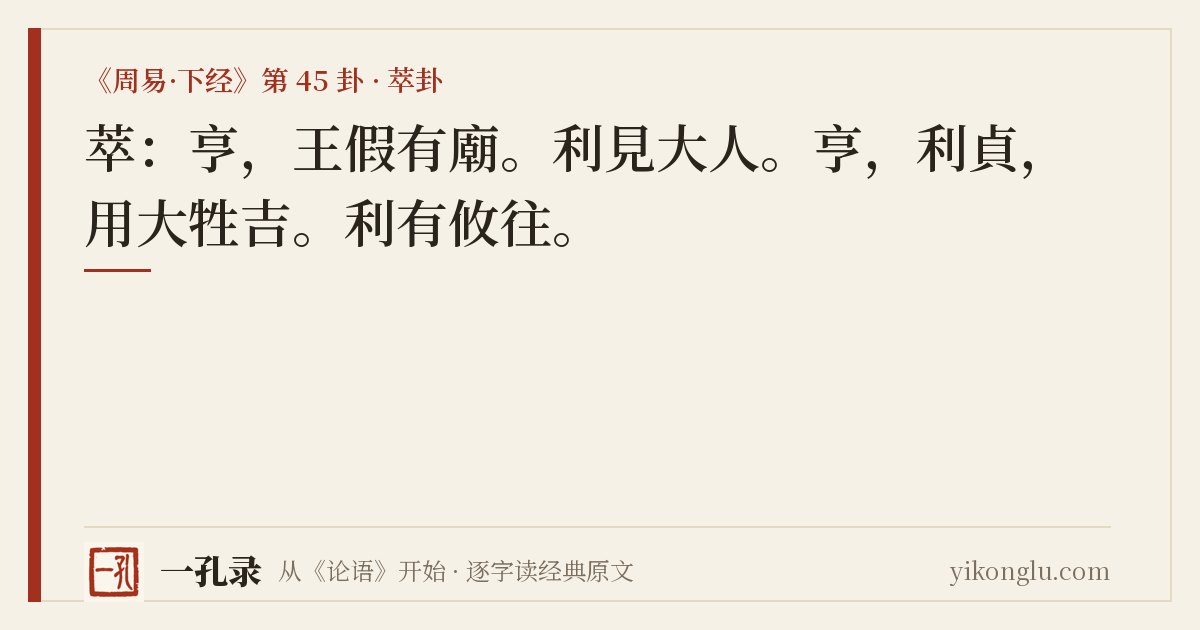 《周易·下经》第 45 卦 · 萃卦
萃：亨，王假有廟。利見大人。亨，利貞，
用大牲吉。利有攸往。
一孔
一孔录 从《论语》开始 · 逐字读经典原文 yikonglu.com